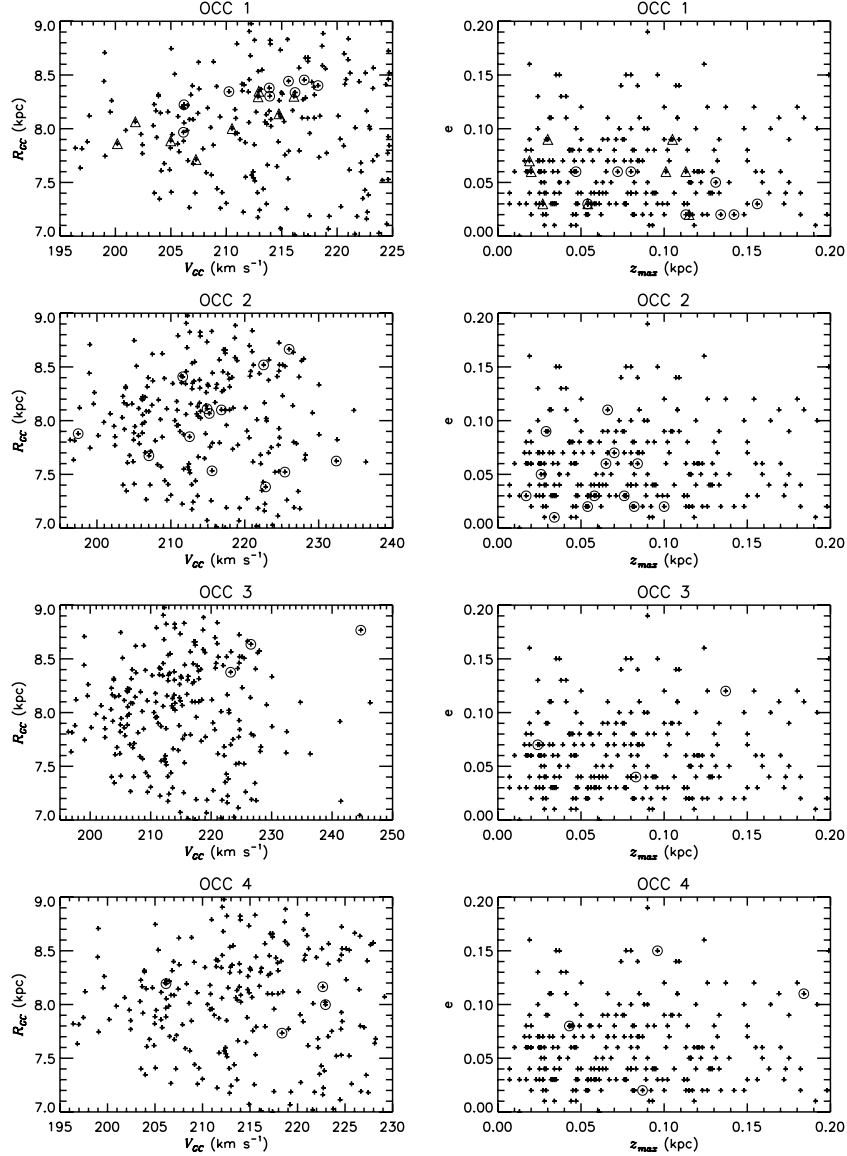 OCC 1
9.0
8.5
8.0
7.5
7.0
R_GC (kpc)
195 200 205 210 215 220 225
V_GC (km s⁻¹)
OCC 1
0.20
0.15
0.10
0.05
0.00
e
0.00 0.05 0.10 0.15 0.20
z_max (kpc)
OCC 2
9.0
8.5
8.0
7.5
7.0
R_GC (kpc)
200 210 220 230 240
V_GC (km s⁻¹)
OCC 2
0.20
0.15
0.10
0.05
0.00
e
0.00 0.05 0.10 0.15 0.20
z_max (kpc)
OCC 3
9.0
8.5
8.0
7.5
7.0
R_GC (kpc)
200 210 220 230 240 250
V_GC (km s⁻¹)
OCC 3
0.20
0.15
0.10
0.05
0.00
e
0.00 0.05 0.10 0.15 0.20
z_max (kpc)
OCC 4
9.0
8.5
8.0
7.5
7.0
R_GC (kpc)
195 200 205 210 215 220 225 230
V_GC (km s⁻¹)
OCC 4
0.20
0.15
0.10
0.05
0.00
e
0.00 0.05 0.10 0.15 0.20
z_max (kpc)